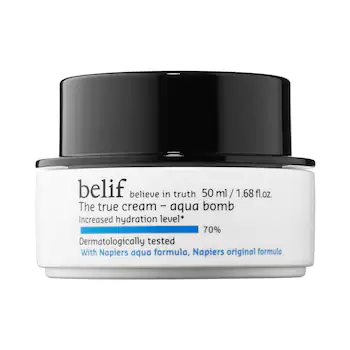 belif believe in truth 50 ml / 1.68 fl.oz.
The true cream – aqua bomb
Increased hydration level*
70%
Dermatologically tested
With Napiers aqua formula, Napiers original formula